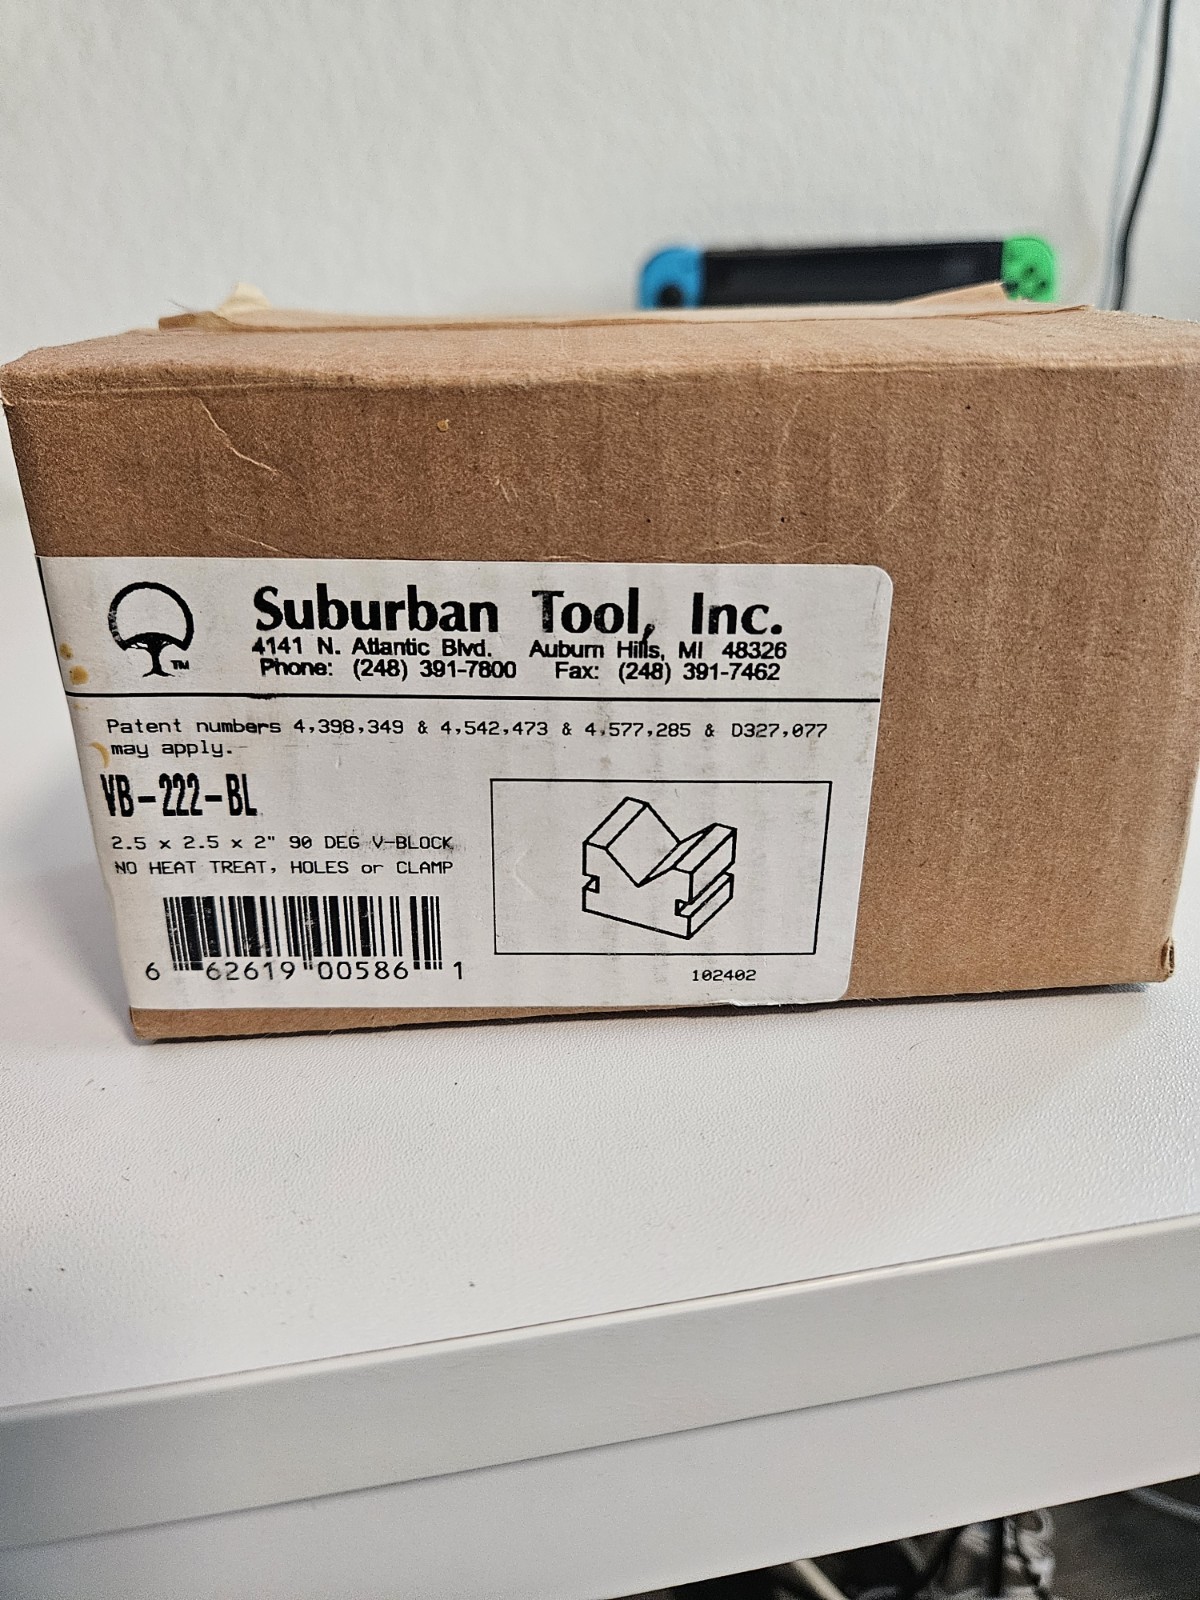 Suburban Tool, Inc.
4141 N. Atlantic Blvd. Auburn Hills, MI 48326
Phone: (248) 391-7800 Fax: (248) 391-7462
TM
Patent numbers 4,398,349 & 4,542,473 & 4,577,285 & D327,077
may apply.
VB-222-BL
2.5 x 2.5 x 2" 90 DEG V-BLOCK
NO HEAT TREAT, HOLES or CLAMP
6 62619 00586 1
102402